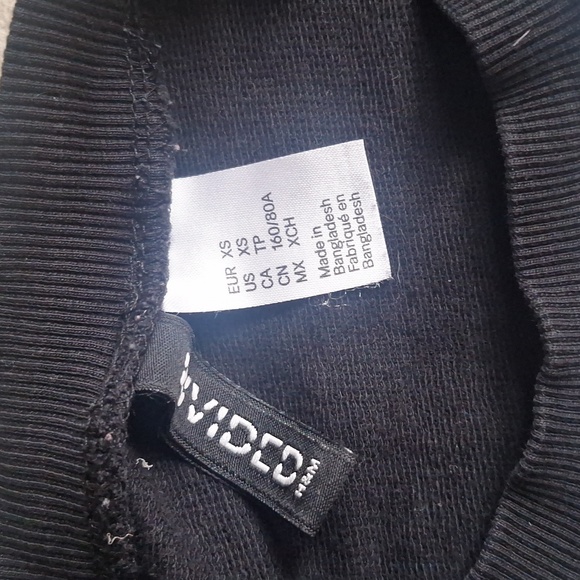 EUR XS
US XS
CA TP
CN 160/80A
MX XCH
Made in
Bangladesh
Fabriqué en
Bangladesh
DIVIDED
H&M